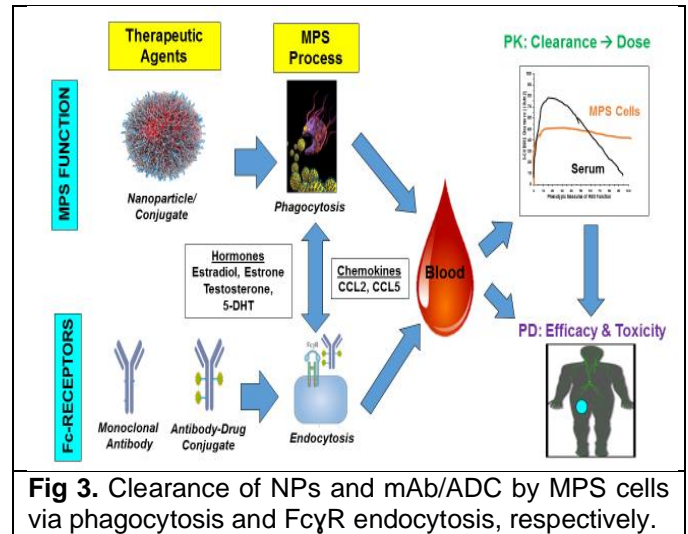 Therapeutic
Agents
MPS
Process
PK: Clearance → Dose
MPS FUNCTION
Nanoparticle/
Conjugate
Phagocytosis
MPS Cells
Serum
Hormones
Estradiol, Estrone
Testosterone,
5-DHT
Chemokines
CCL2, CCL5
Blood
PD: Efficacy & Toxicity
Fc-RECEPTORS
FcγR
Monoclonal
Antibody
Antibody-Drug
Conjugate
Endocytosis
Fig 3. Clearance of NPs and mAb/ADC by MPS cells
via phagocytosis and FcɣR endocytosis, respectively.